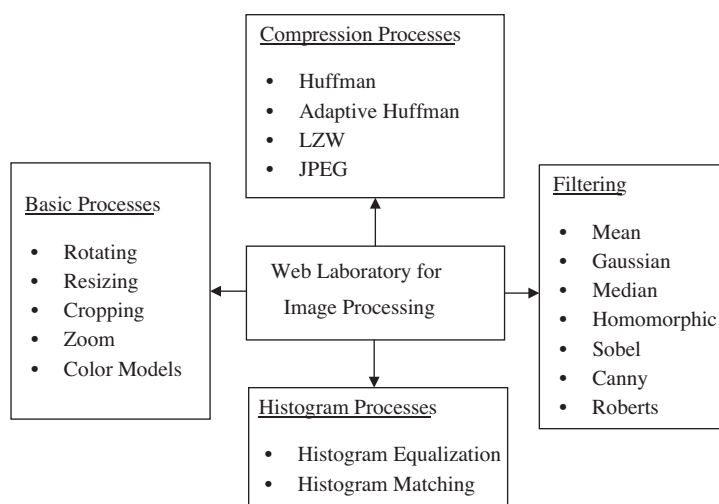 Compression Processes
• Huffman
• Adaptive Huffman
• LZW
• JPEG
Basic Processes
• Rotating
• Resizing
• Cropping
• Zoom
• Color Models
Web Laboratory for
Image Processing
Filtering
• Mean
• Gaussian
• Median
• Homomorphic
• Sobel
• Canny
• Roberts
Histogram Processes
• Histogram Equalization
• Histogram Matching